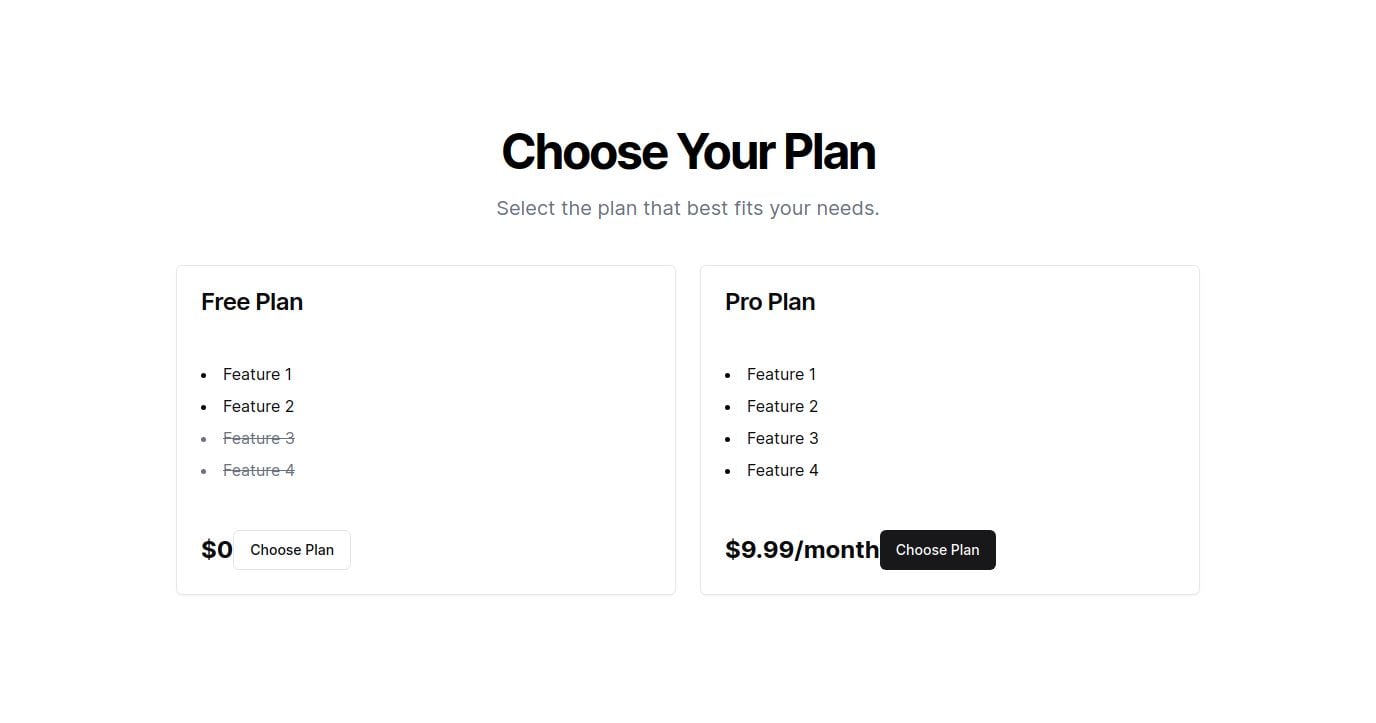 Choose Your Plan
Select the plan that best fits your needs.
Free Plan
Feature 1
Feature 2
Feature 3
Feature 4
$0
Choose Plan
Pro Plan
Feature 1
Feature 2
Feature 3
Feature 4
$9.99/month
Choose Plan